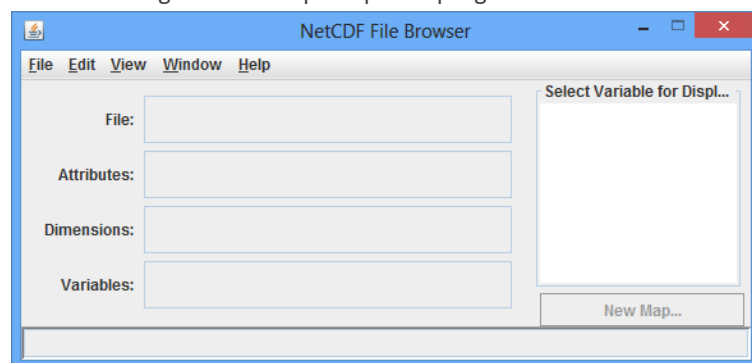 NetCDF File Browser
File Edit View Window Help
Select Variable for Displ...
File:
Attributes:
Dimensions:
Variables:
New Map...